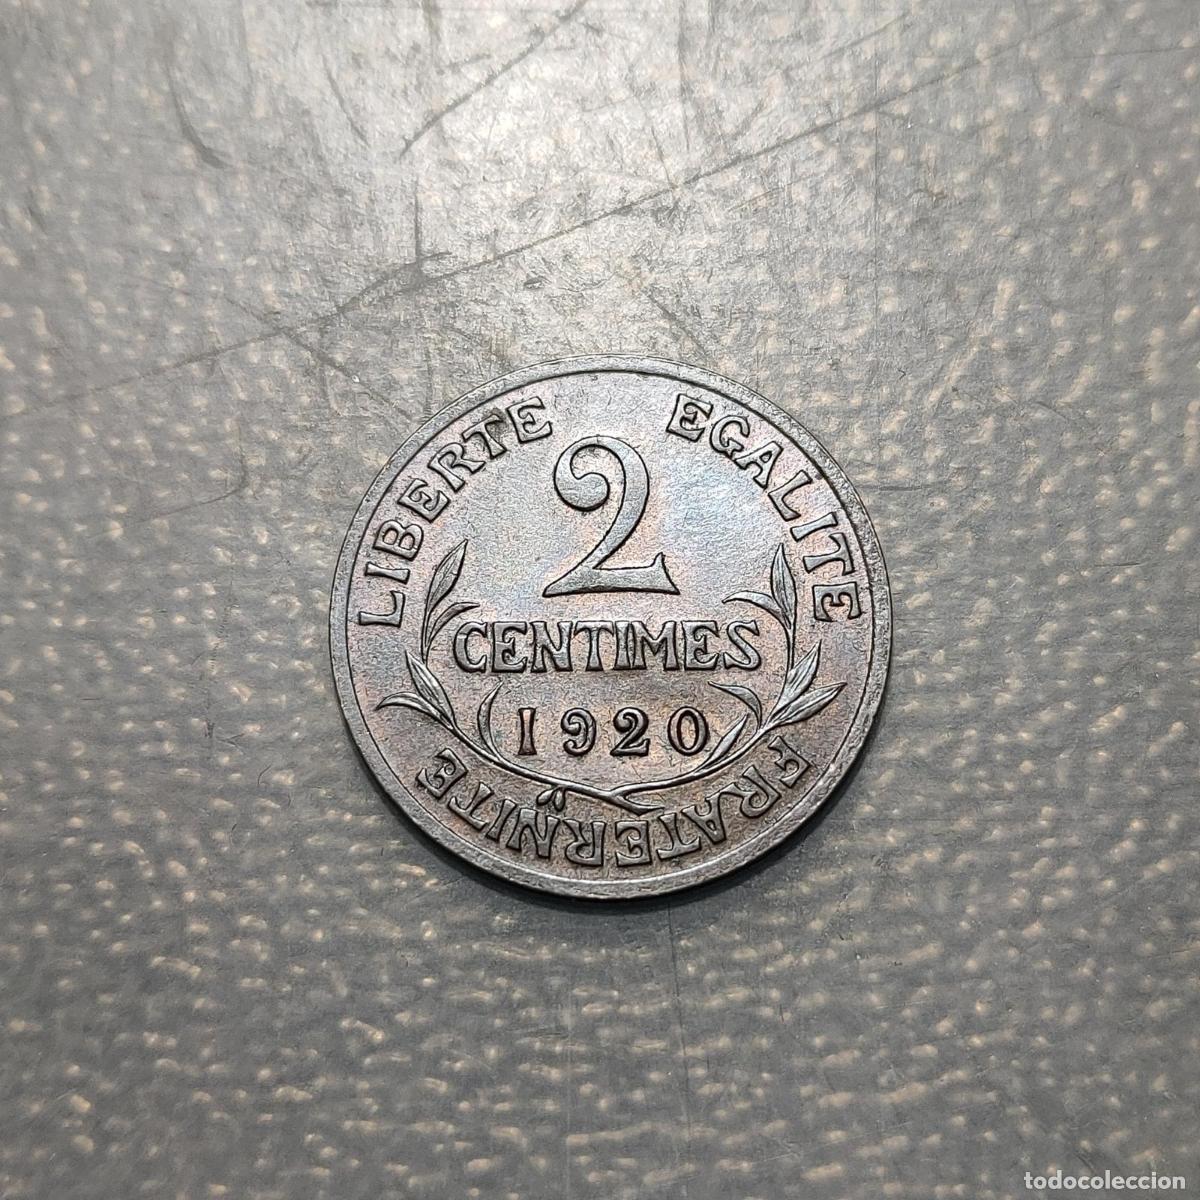 LIBERTE EGALITE FRATERNITE
2
CENTIMES
1920
todocoleccion